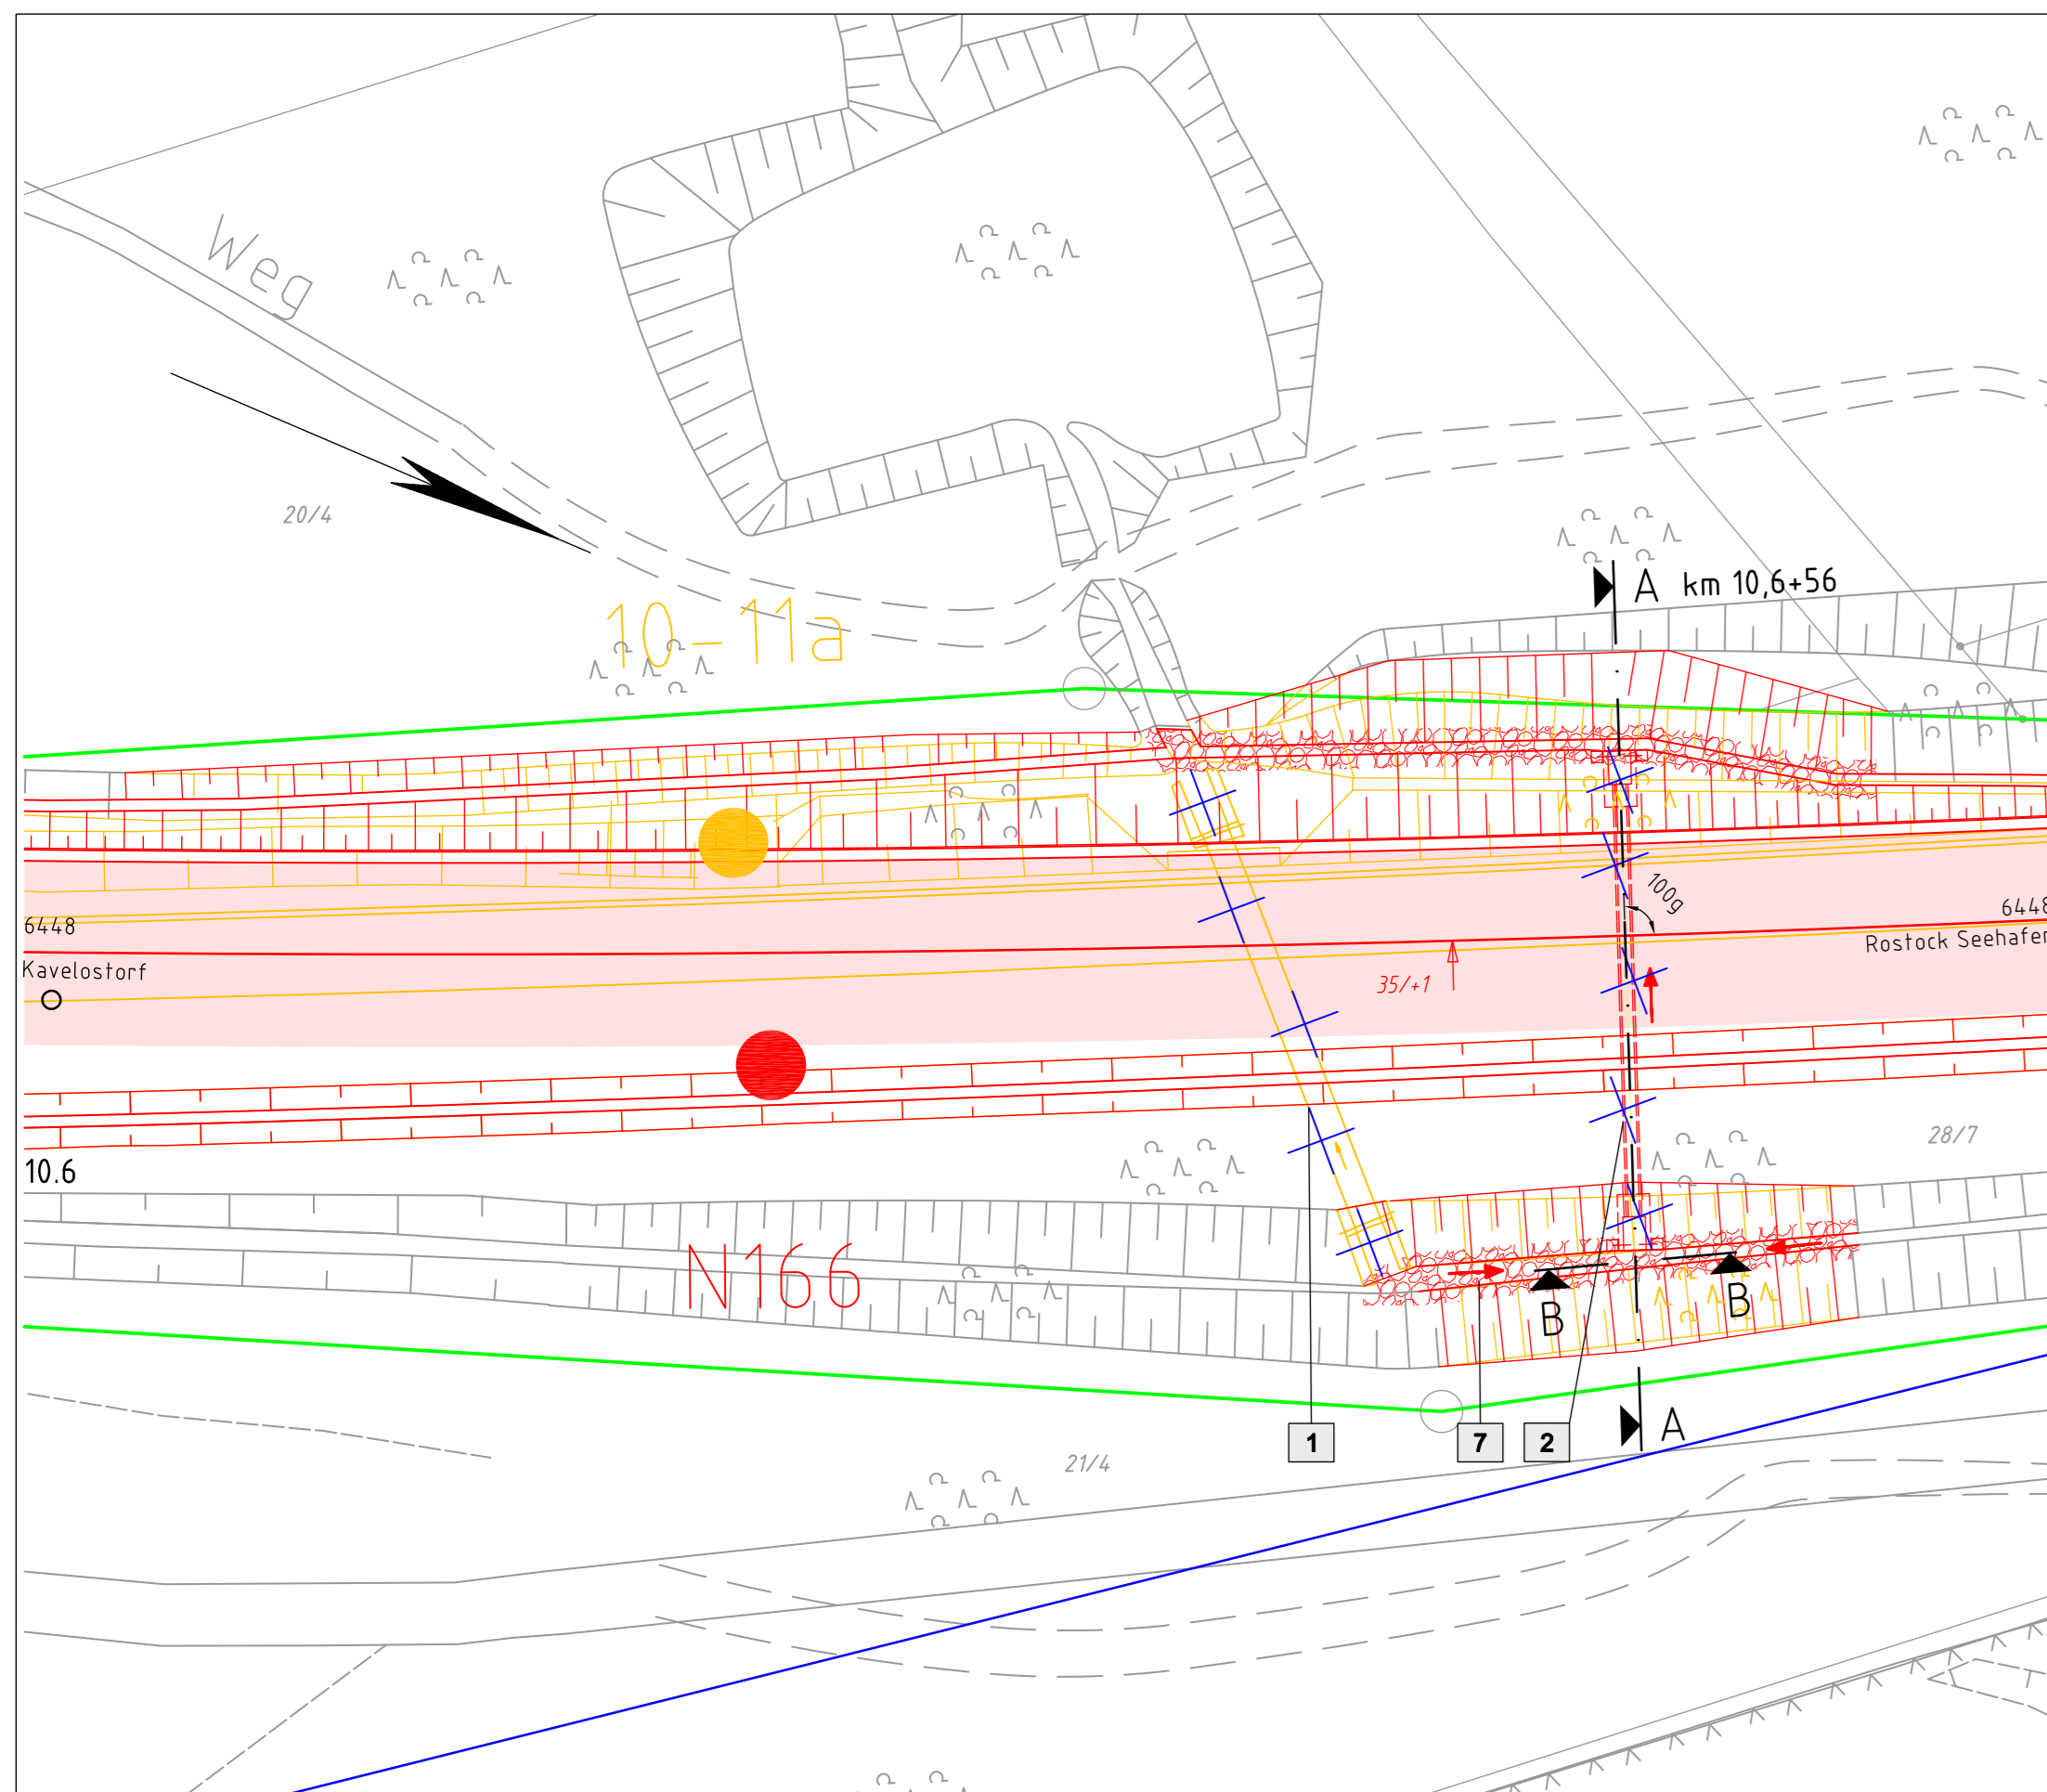 Weg
20/4
A km 10,6+56
10-11a
100g
6448
6448
Rostock Seehafen
Kavelostorf
35/+1
28/7
10.6
N166
B
B
1
7
2
A
21/4